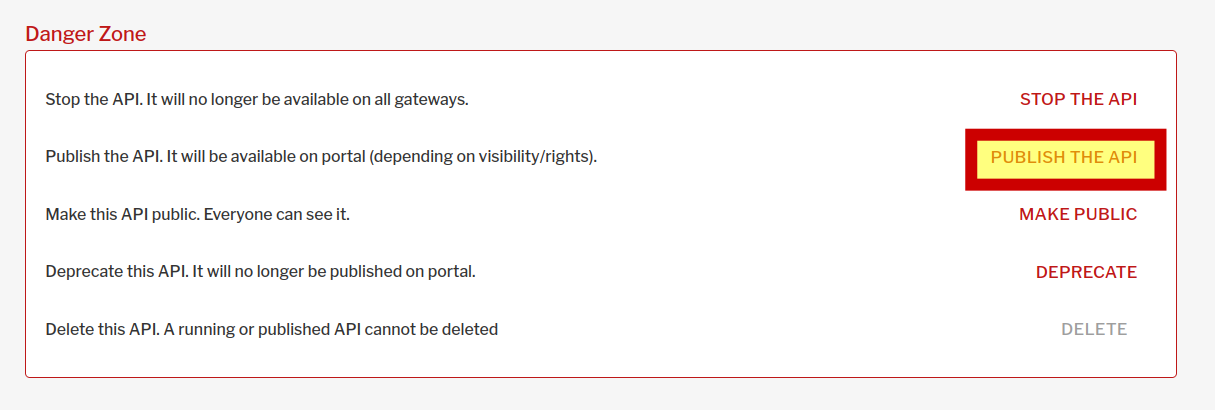 Danger Zone
Stop the API. It will no longer be available on all gateways. STOP THE API
Publish the API. It will be available on portal (depending on visibility/rights). PUBLISH THE API
Make this API public. Everyone can see it. MAKE PUBLIC
Deprecate this API. It will no longer be published on portal. DEPRECATE
Delete this API. A running or published API cannot be deleted DELETE